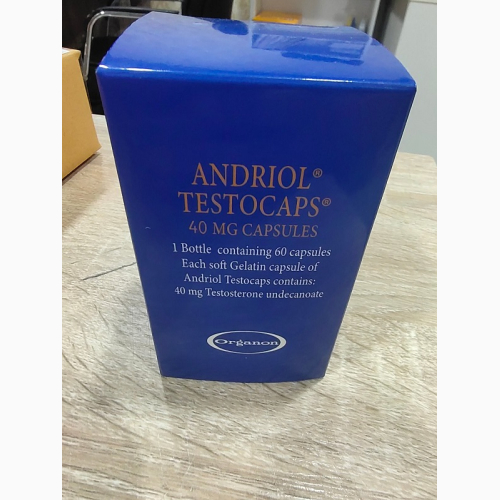 ANDRIOL®
TESTOCAPS®
40 MG CAPSULES
1 Bottle containing 60 capsules
Each soft Gelatin capsule of
Andriol Testocaps contains:
40 mg Testosterone undecanoate
Organon